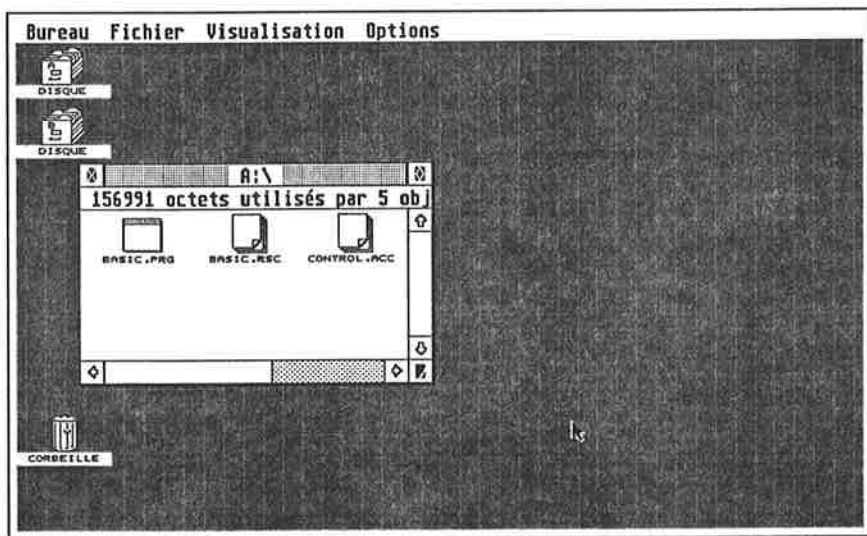 Bureau Fichier Visualisation Options
A
DISQUE
B
DISQUE
A:\
156991 octets utilisés par 5 obj
BASIC.PRG BASIC.RSC CONTROL.ACC
CORBEILLE